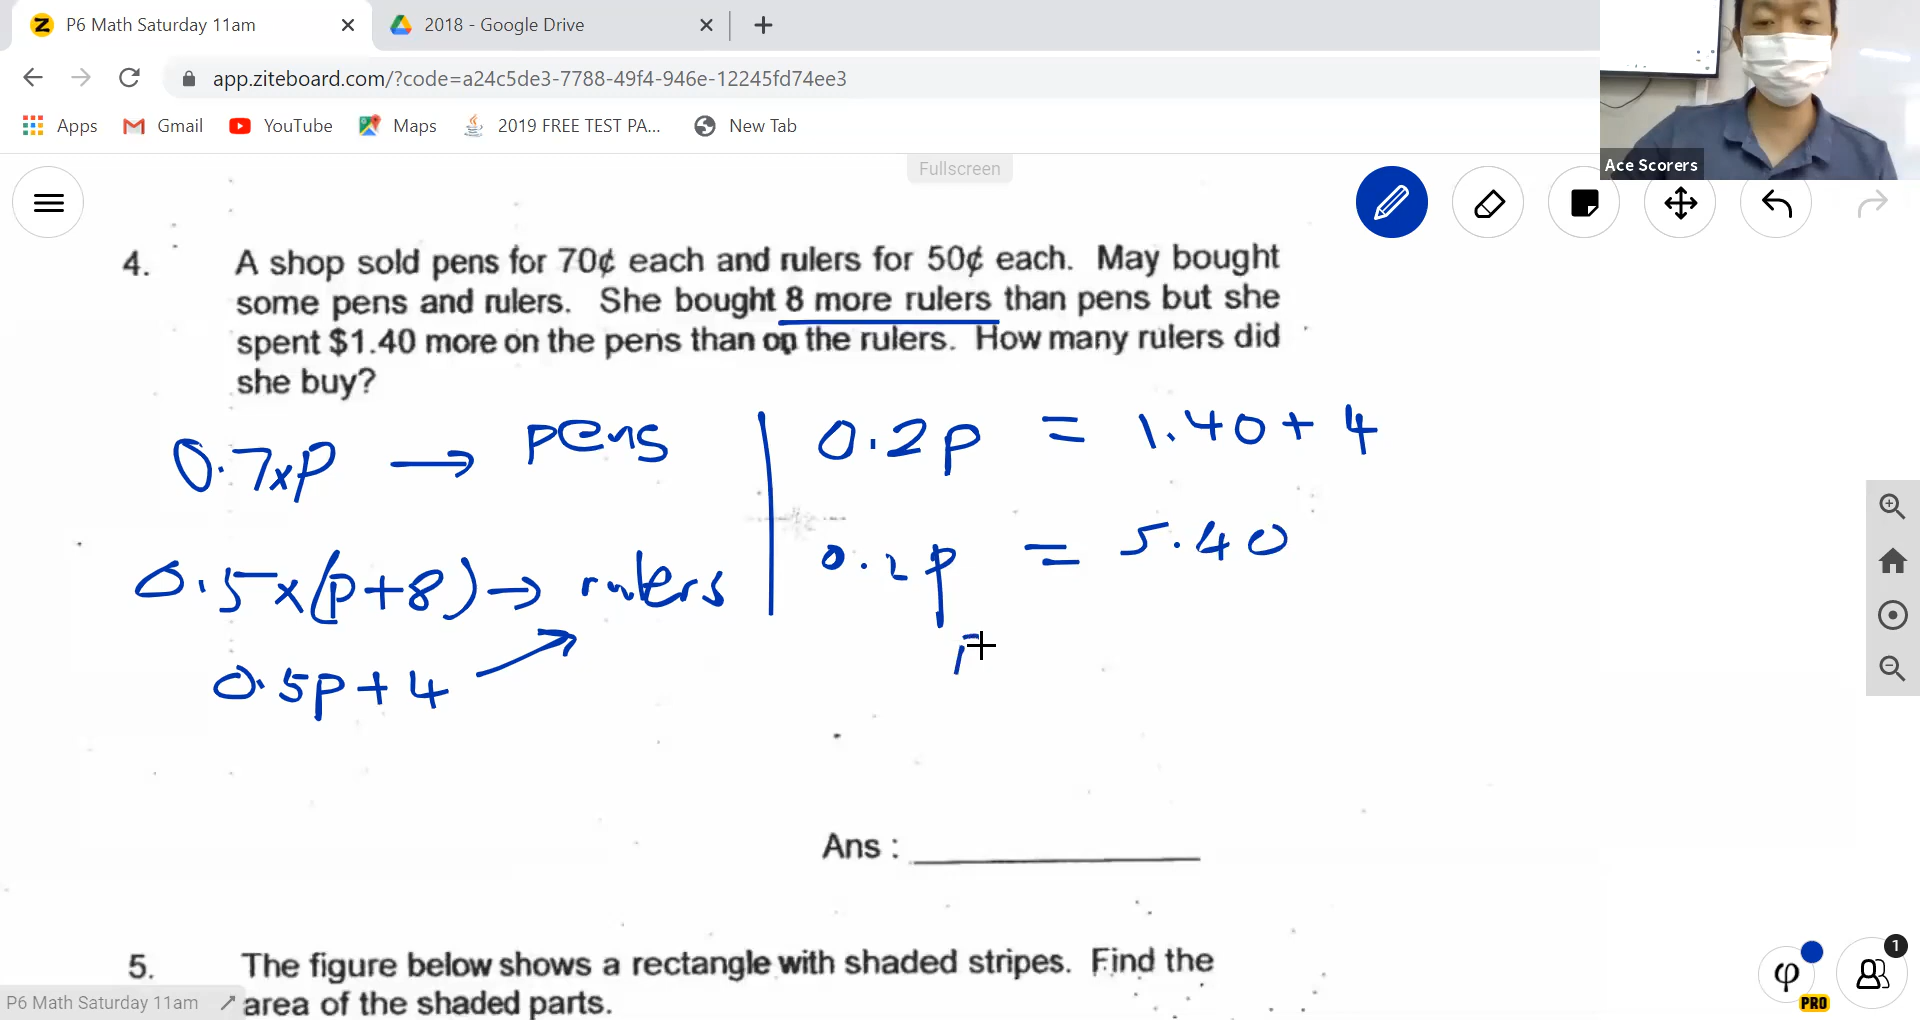 P6 Math Saturday 11am
2018 - Google Drive
app.ziteboard.com/?code=a24c5de3-7788-49f4-946e-12245fd74ee3
Apps Gmail YouTube Maps 2019 FREE TEST PA... New Tab
Ace Scorers
Fullscreen
4. A shop sold pens for 70¢ each and rulers for 50¢ each. May bought
some pens and rulers. She bought 8 more rulers than pens but she
spent $1.40 more on the pens than on the rulers. How many rulers did
she buy?
0.7xp → pens
0.5x(p+8) → rulers
0.5p+4
0.2p = 1.40+4
0.2p = 5.40
Ans :
5. The figure below shows a rectangle with shaded stripes. Find the
area of the shaded parts.
P6 Math Saturday 11am
φ
PRO
1